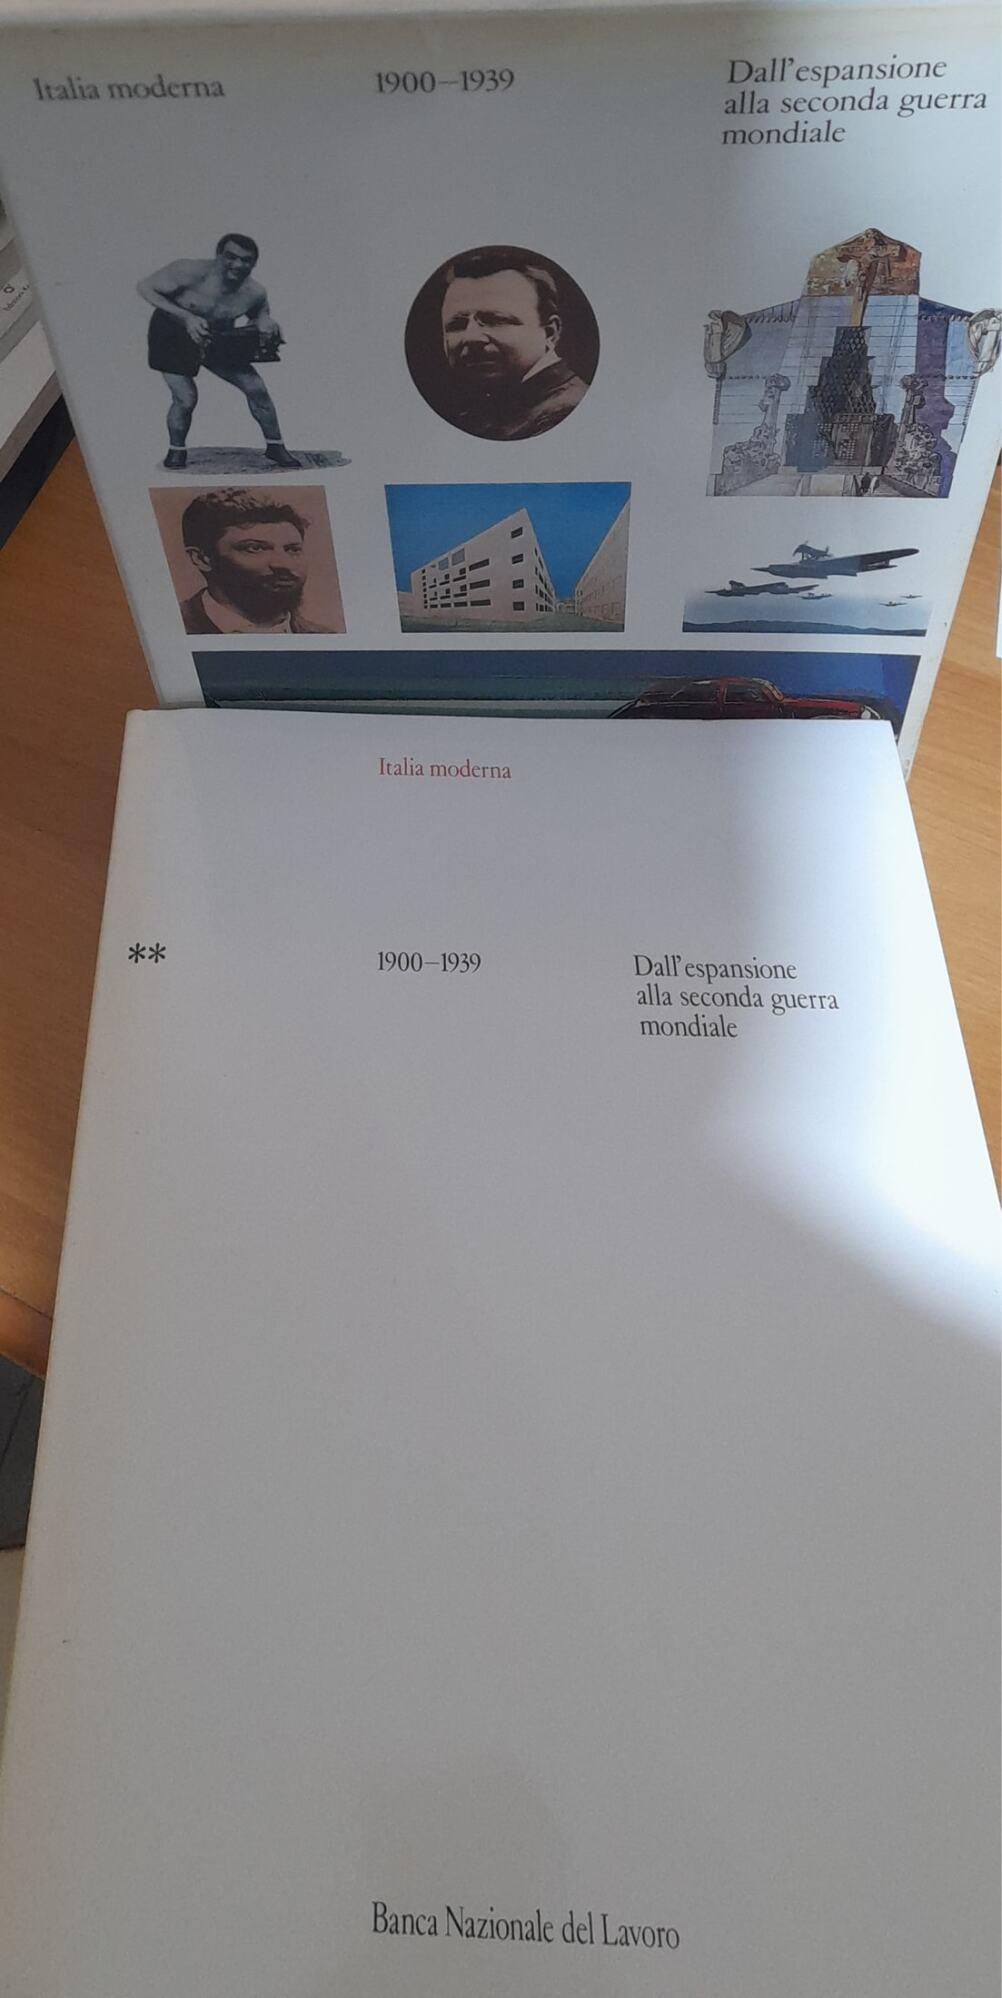 Italia moderna
1900–1939
Dall'espansione
alla seconda guerra
mondiale
Italia moderna
**
1900–1939
Dall'espansione
alla seconda guerra
mondiale
Banca Nazionale del Lavoro